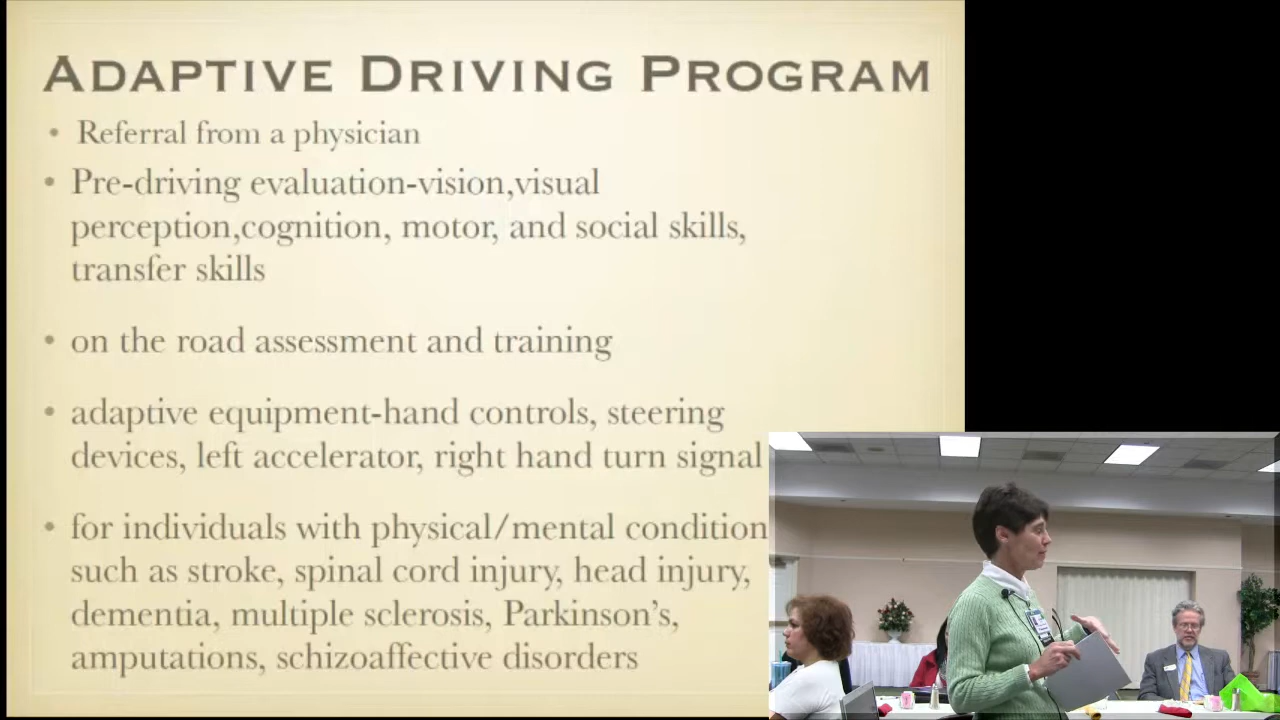 ADAPTIVE DRIVING PROGRAM
• Referral from a physician
• Pre-driving evaluation-vision,visual
perception,cognition, motor, and social skills,
transfer skills
• on the road assessment and training
• adaptive equipment-hand controls, steering
devices, left accelerator, right hand turn signal
• for individuals with physical/mental condition
such as stroke, spinal cord injury, head injury,
dementia, multiple sclerosis, Parkinson’s,
amputations, schizoaffective disorders